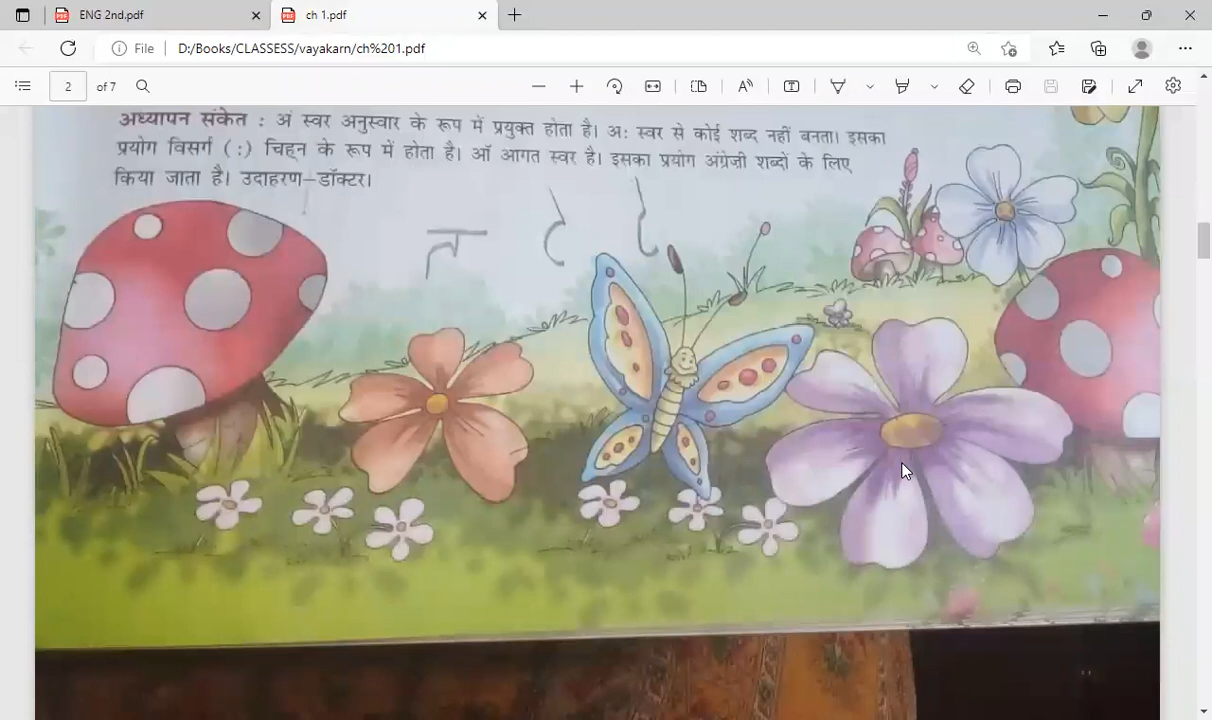 ENG 2nd.pdf
ch 1.pdf
File D:/Books/CLASSESS/vayakarn/ch%201.pdf
2 of 7
अध्यापन संकेत : अं स्वर अनुस्वार के रूप में प्रयुक्त होता है। अः स्वर से कोई शब्द नहीं बनता। इसका
प्रयोग विसर्ग (:) चिह्न के रूप में होता है। ऑ आगत स्वर है। इसका प्रयोग अंग्रेज़ी शब्दों के लिए
किया जाता है। उदाहरण–डॉक्टर।